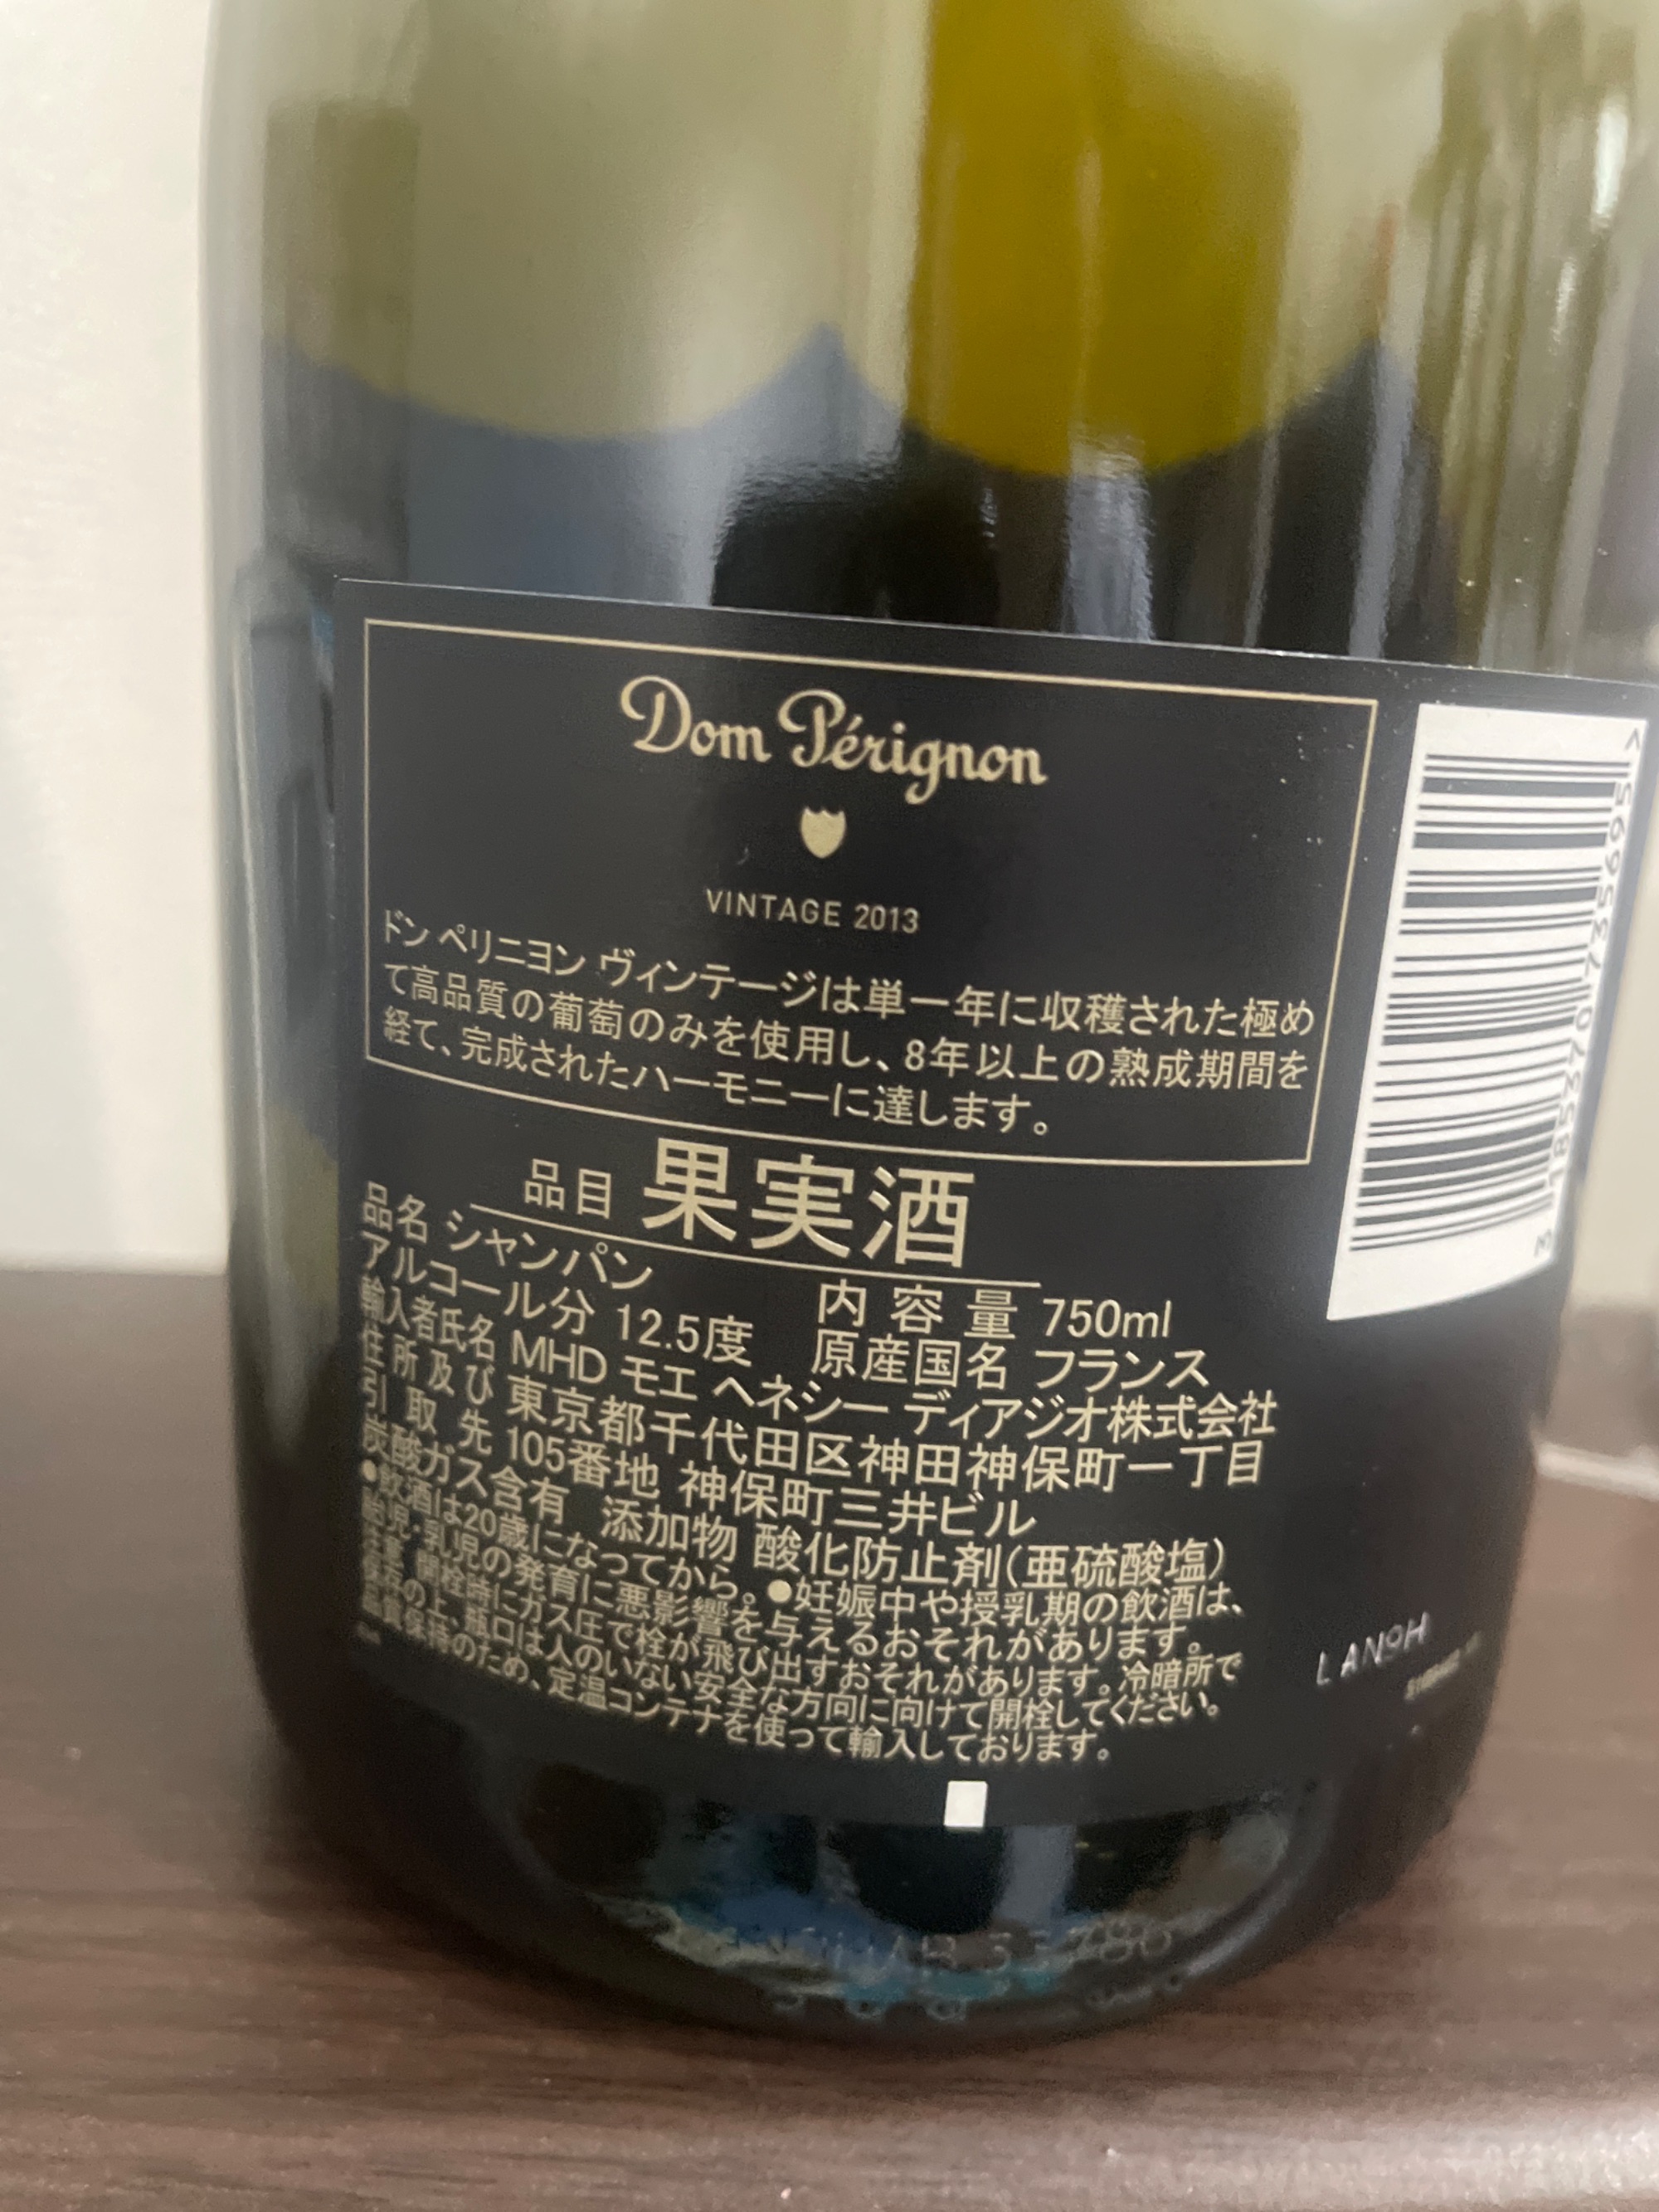 Dom Pérignon
VINTAGE 2013
ドン ペリニヨン ヴィンテージは単一年に収穫された極め
て高品質の葡萄のみを使用し、8年以上の熟成期間を
経て、完成されたハーモニーに達します。
品目 果実酒
品名 シャンパン 内容量 750ml
アルコール分 12.5度 原産国名 フランス
輸入者氏名 MHD モエ ヘネシー ディアジオ株式会社
住所及び 東京都千代田区神田神保町一丁目
引取先 105番地 神保町三井ビル
炭酸ガス含有 添加物 酸化防止剤(亜硫酸塩)
●飲酒は20歳になってから。●妊娠中や授乳期の飲酒は、
胎児・乳児の発育に悪影響を与えるおそれがあります。
注意 開栓時にガス圧で栓が飛び出すおそれがあります。冷暗所で
保存の上、瓶口は人のいない安全な方向に向けて開栓してください。
品質保持のため、定温コンテナを使って輸入しております。
3 185370 735695 >
LANOH